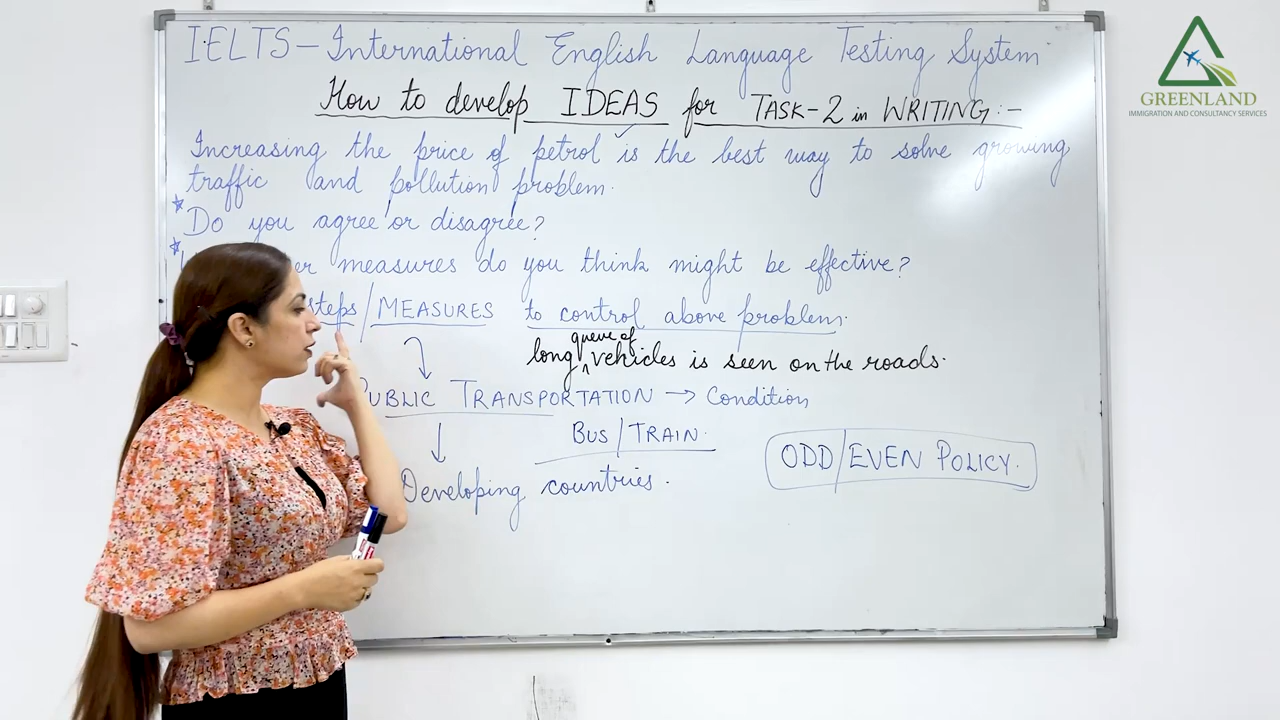 IELTS – International English Language Testing System
How to develop IDEAS for TASK-2 in WRITING:-
Increasing the price of petrol is the best way to solve growing
traffic and pollution problem.
* Do you agree or disagree?
* measures do you think might be effective?
steps/MEASURES to control above problem.
queue of
long vehicles is seen on the roads.
PUBLIC TRANSPORTATION → Condition
BUS/TRAIN.
ODD/EVEN POLICY.
Developing countries.
GREENLAND
IMMIGRATION AND CONSULTANCY SERVICES